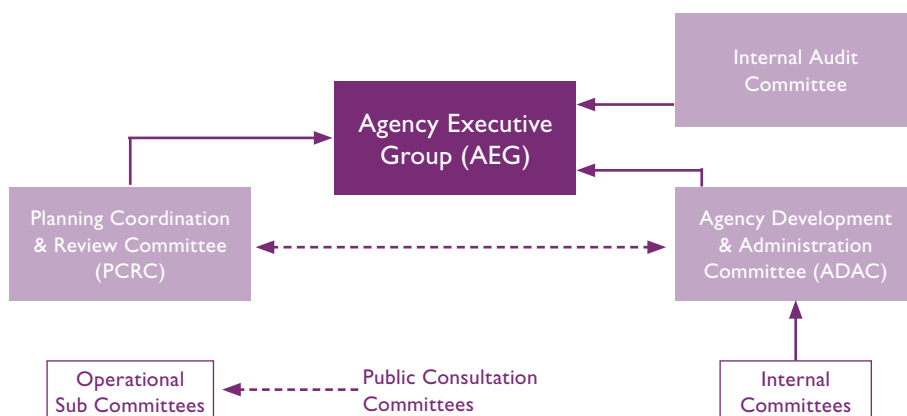 Internal Audit
Committee
Agency Executive
Group (AEG)
Planning Coordination
& Review Committee
(PCRC)
Agency Development
& Administration
Committee (ADAC)
Operational
Sub Committees
Public Consultation
Committees
Internal
Committees